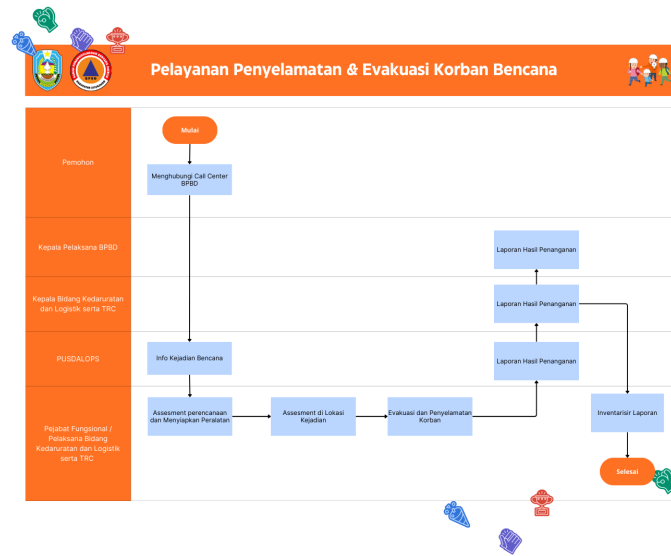 Pelayanan Penyelamatan & Evakuasi Korban Bencana
Pemohon
Mulai
Menghubungi Call Center
BPBD
Kepala Pelaksana BPBD
Laporan Hasil Penanganan
Kepala Bidang Kedaruratan
dan Logistik serta TRC
Laporan Hasil Penanganan
PUSDALOPS
Info Kejadian Bencana
Laporan Hasil Penanganan
Pejabat Fungsional /
Pelaksana Bidang
Kedaruratan dan Logistik
serta TRC
Assesment perencanaan
dan Menyiapkan Peralatan
Assesment di Lokasi
Kejadian
Evakuasi dan Penyelamatan
Korban
Inventarisir Laporan
Selesai